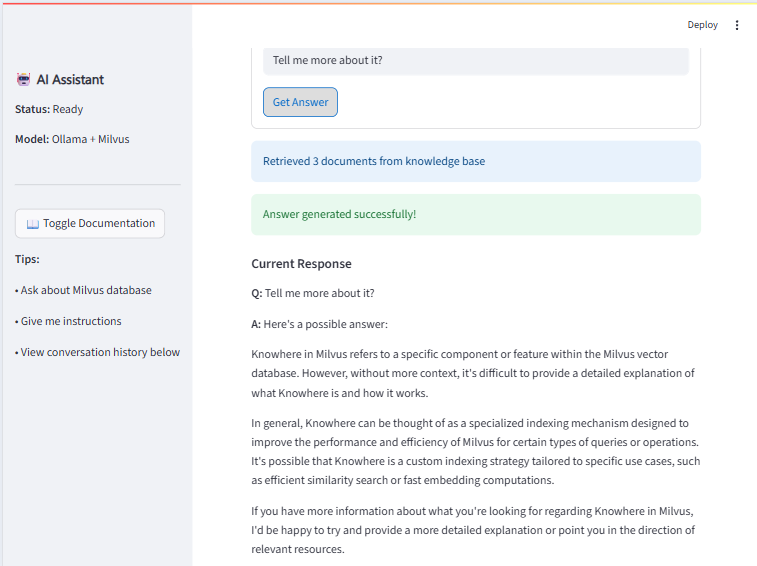 Deploy
AI Assistant
Status: Ready
Model: Ollama + Milvus
Toggle Documentation
Tips:
• Ask about Milvus database
• Give me instructions
• View conversation history below
Tell me more about it?
Get Answer
Retrieved 3 documents from knowledge base
Answer generated successfully!
Current Response
Q: Tell me more about it?
A: Here's a possible answer:
Knowhere in Milvus refers to a specific component or feature within the Milvus vector
database. However, without more context, it's difficult to provide a detailed explanation of
what Knowhere is and how it works.
In general, Knowhere can be thought of as a specialized indexing mechanism designed to
improve the performance and efficiency of Milvus for certain types of queries or operations.
It's possible that Knowhere is a custom indexing strategy tailored to specific use cases, such
as efficient similarity search or fast embedding computations.
If you have more information about what you're looking for regarding Knowhere in Milvus,
I'd be happy to try and provide a more detailed explanation or point you in the direction of
relevant resources.